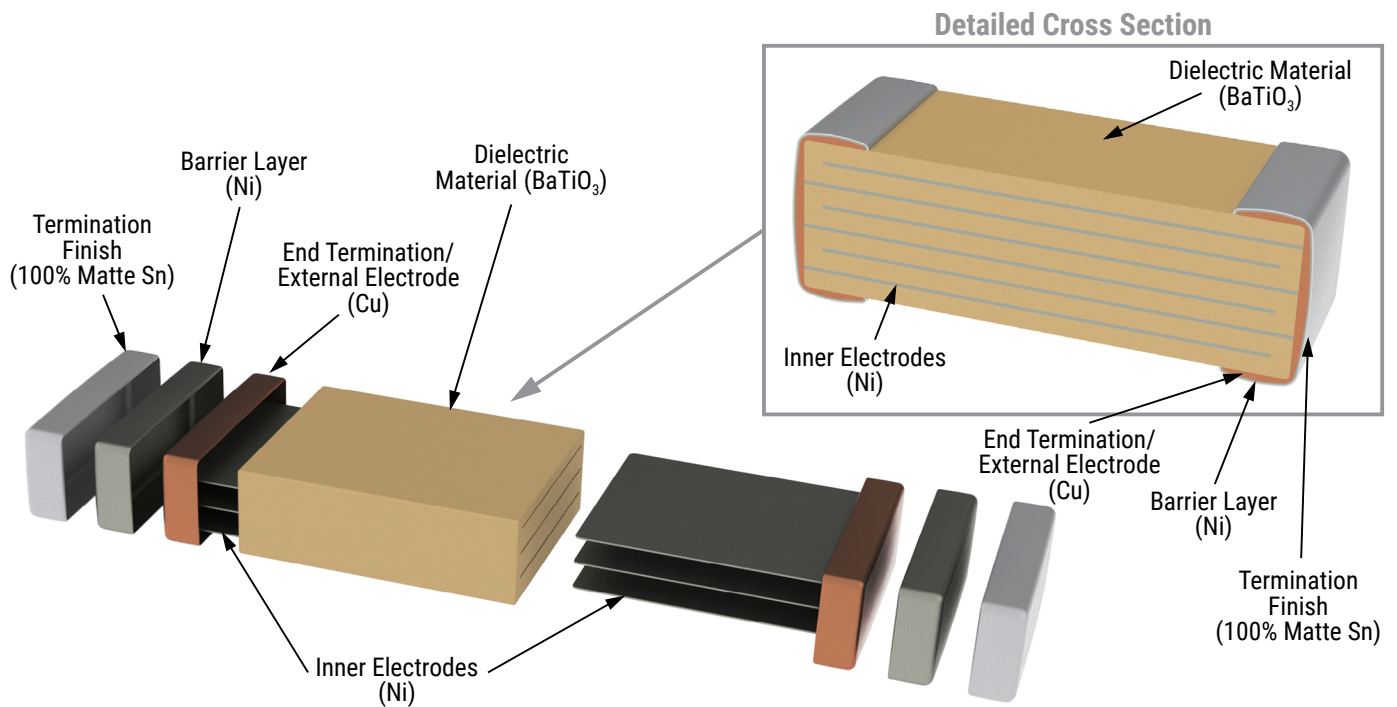 Detailed Cross Section
Dielectric Material
(BaTiO₃)
Inner Electrodes
(Ni)
End Termination/
External Electrode
(Cu)
Barrier Layer
(Ni)
Termination
Finish
(100% Matte Sn)
Termination
Finish
(100% Matte Sn)
Barrier Layer
(Ni)
End Termination/
External Electrode
(Cu)
Dielectric
Material (BaTiO₃)
Inner Electrodes
(Ni)